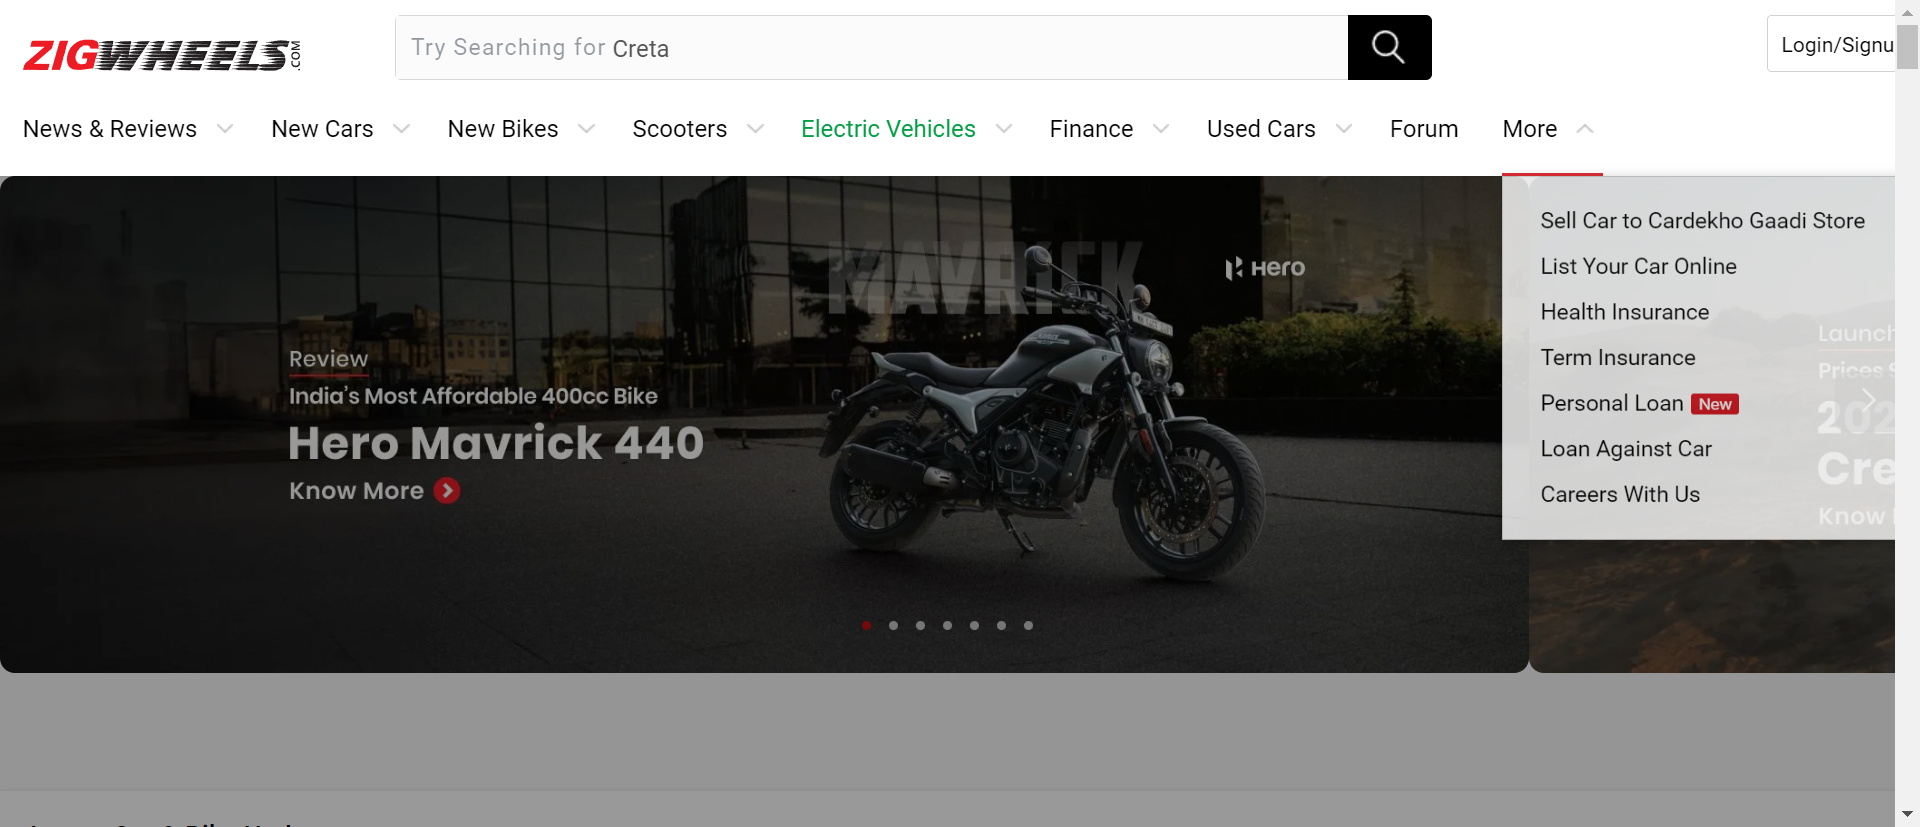 ZIGWHEELS.COM
Try Searching for Creta
Login/Signu
News & Reviews
New Cars
New Bikes
Scooters
Electric Vehicles
Finance
Used Cars
Forum
More
Sell Car to Cardekho Gaadi Store
List Your Car Online
Health Insurance
Term Insurance
Personal Loan New
Loan Against Car
Careers With Us
MAVRICK
Hero
Review
India's Most Affordable 400cc Bike
Hero Mavrick 440
Know More
Launch
Prices
202
Cre
Know